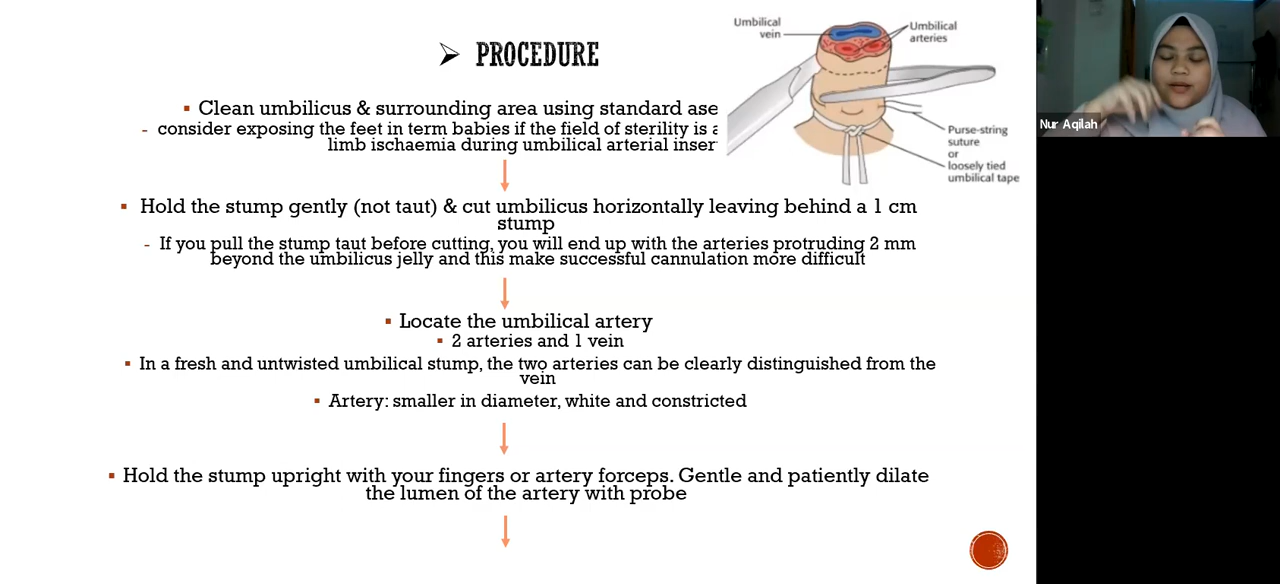 ➢ PROCEDURE
▪ Clean umbilicus & surrounding area using standard ase
- consider exposing the feet in term babies if the field of sterility is a
limb ischaemia during umbilical arterial inser
▪ Hold the stump gently (not taut) & cut umbilicus horizontally leaving behind a 1 cm
stump
- If you pull the stump taut before cutting, you will end up with the arteries protruding 2 mm
beyond the umbilicus jelly and this make successful cannulation more difficult
▪ Locate the umbilical artery
▪ 2 arteries and 1 vein
▪ In a fresh and untwisted umbilical stump, the two arteries can be clearly distinguished from the
vein
▪ Artery: smaller in diameter, white and constricted
▪ Hold the stump upright with your fingers or artery forceps. Gentle and patiently dilate
the lumen of the artery with probe
Umbilical
vein
Umbilical
arteries
Purse-string
suture
or
loosely tied
umbilical tape
Nur Aqilah